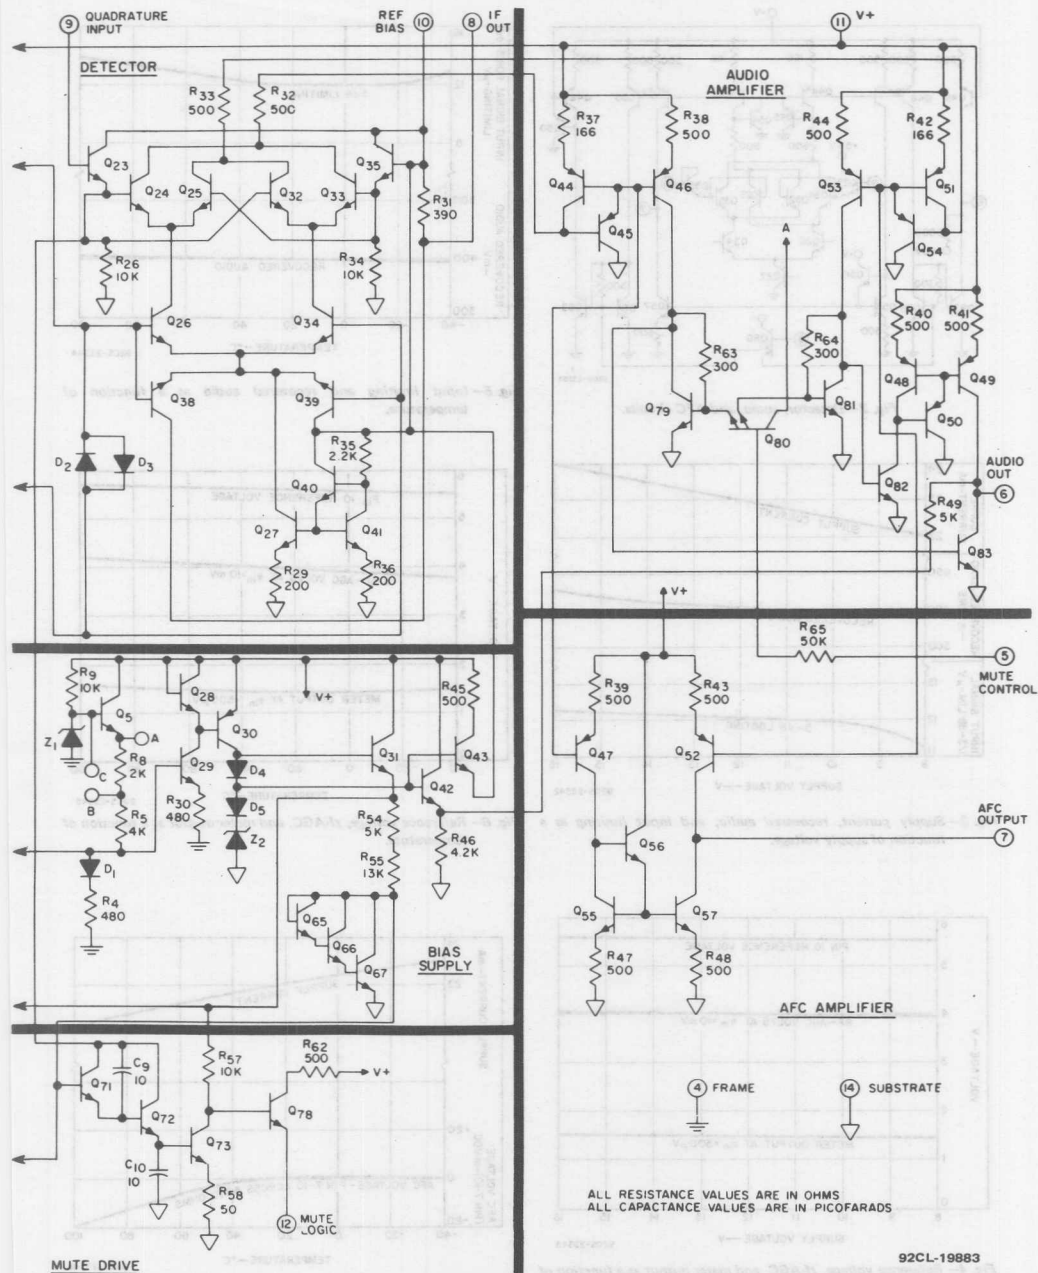 9 QUADRATURE INPUT
REF BIAS 10
8 IF OUT
11 V+
DETECTOR
AUDIO AMPLIFIER
R33 500
R32 500
R37 166
R38 500
R44 500
R42 166
Q23
Q24
Q25
Q32
Q33
Q35
R31 390
Q44
Q46
Q53
Q51
Q45
A
Q54
R26 10K
R34 10K
Q26
Q34
R40 500
R41 500
R63 300
R64 300
Q38
Q39
Q48
Q49
Q79
Q80
Q81
Q50
D2
D3
R35 2.2K
Q40
Q82
AUDIO OUT
6
R49 5K
Q27
Q41
Q83
R29 200
R36 200
V+
R65 50K
5
MUTE CONTROL
R9 10K
Q5
Q28
V+
R45 500
R39 500
R43 500
Z1
A
Q30
Q31
Q43
Q47
Q52
C
R8 2K
Q29
D4
Q42
B
R5 4K
R30 480
D5
R54 5K
AFC OUTPUT
7
Z2
R46 4.2K
Q56
D1
R55 13K
R4 480
Q65
Q55
Q57
Q66
Q67
BIAS SUPPLY
R47 500
R48 500
AFC AMPLIFIER
R62 500
V+
R57 10K
C9 10
Q71
Q72
Q78
4 FRAME
14 SUBSTRATE
Q73
C10 10
R58 50
12 MUTE LOGIC
ALL RESISTANCE VALUES ARE IN OHMS
ALL CAPACTANCE VALUES ARE IN PICOFARADS
MUTE DRIVE
92CL-19883